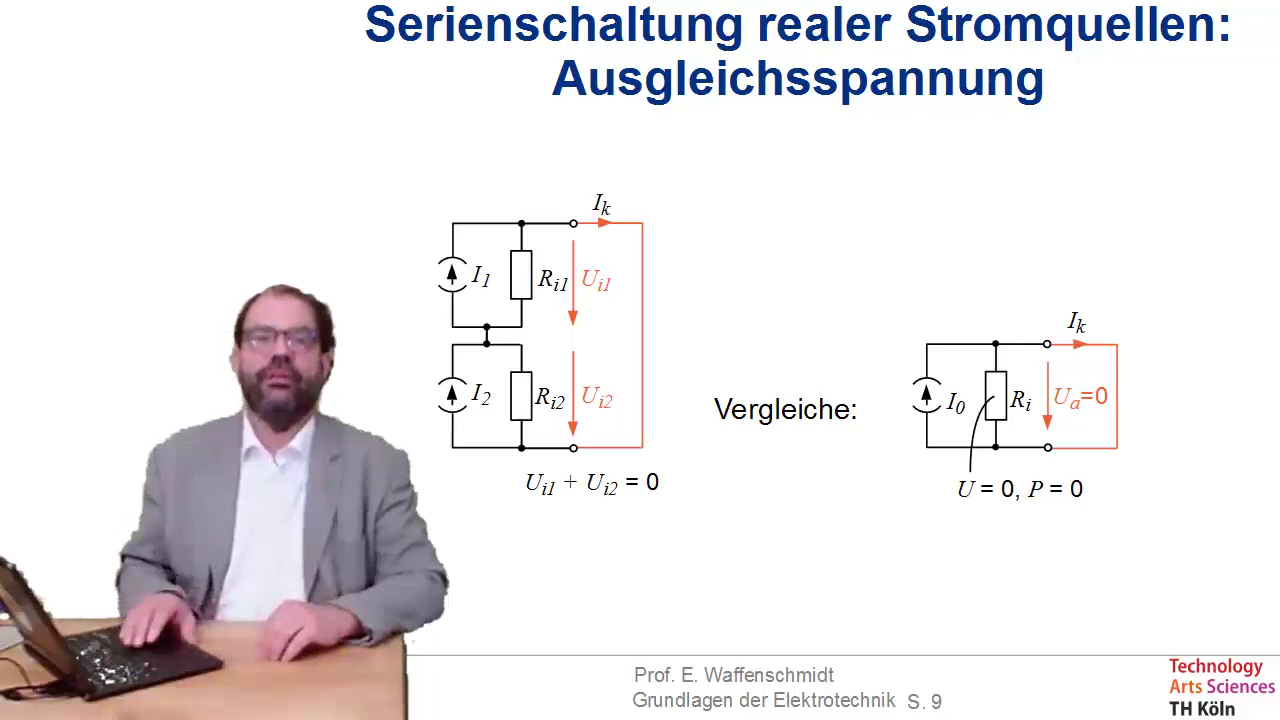 Serienschaltung realer Stromquellen:
Ausgleichsspannung
Ik
I1
Ri1
Ui1
I2
Ri2
Ui2
Ui1 + Ui2 = 0
Vergleiche:
Ik
I0
Ri
Ua=0
U = 0, P = 0
Prof. E. Waffenschmidt
Grundlagen der Elektrotechnik S. 9
Technology
Arts Sciences
TH Köln